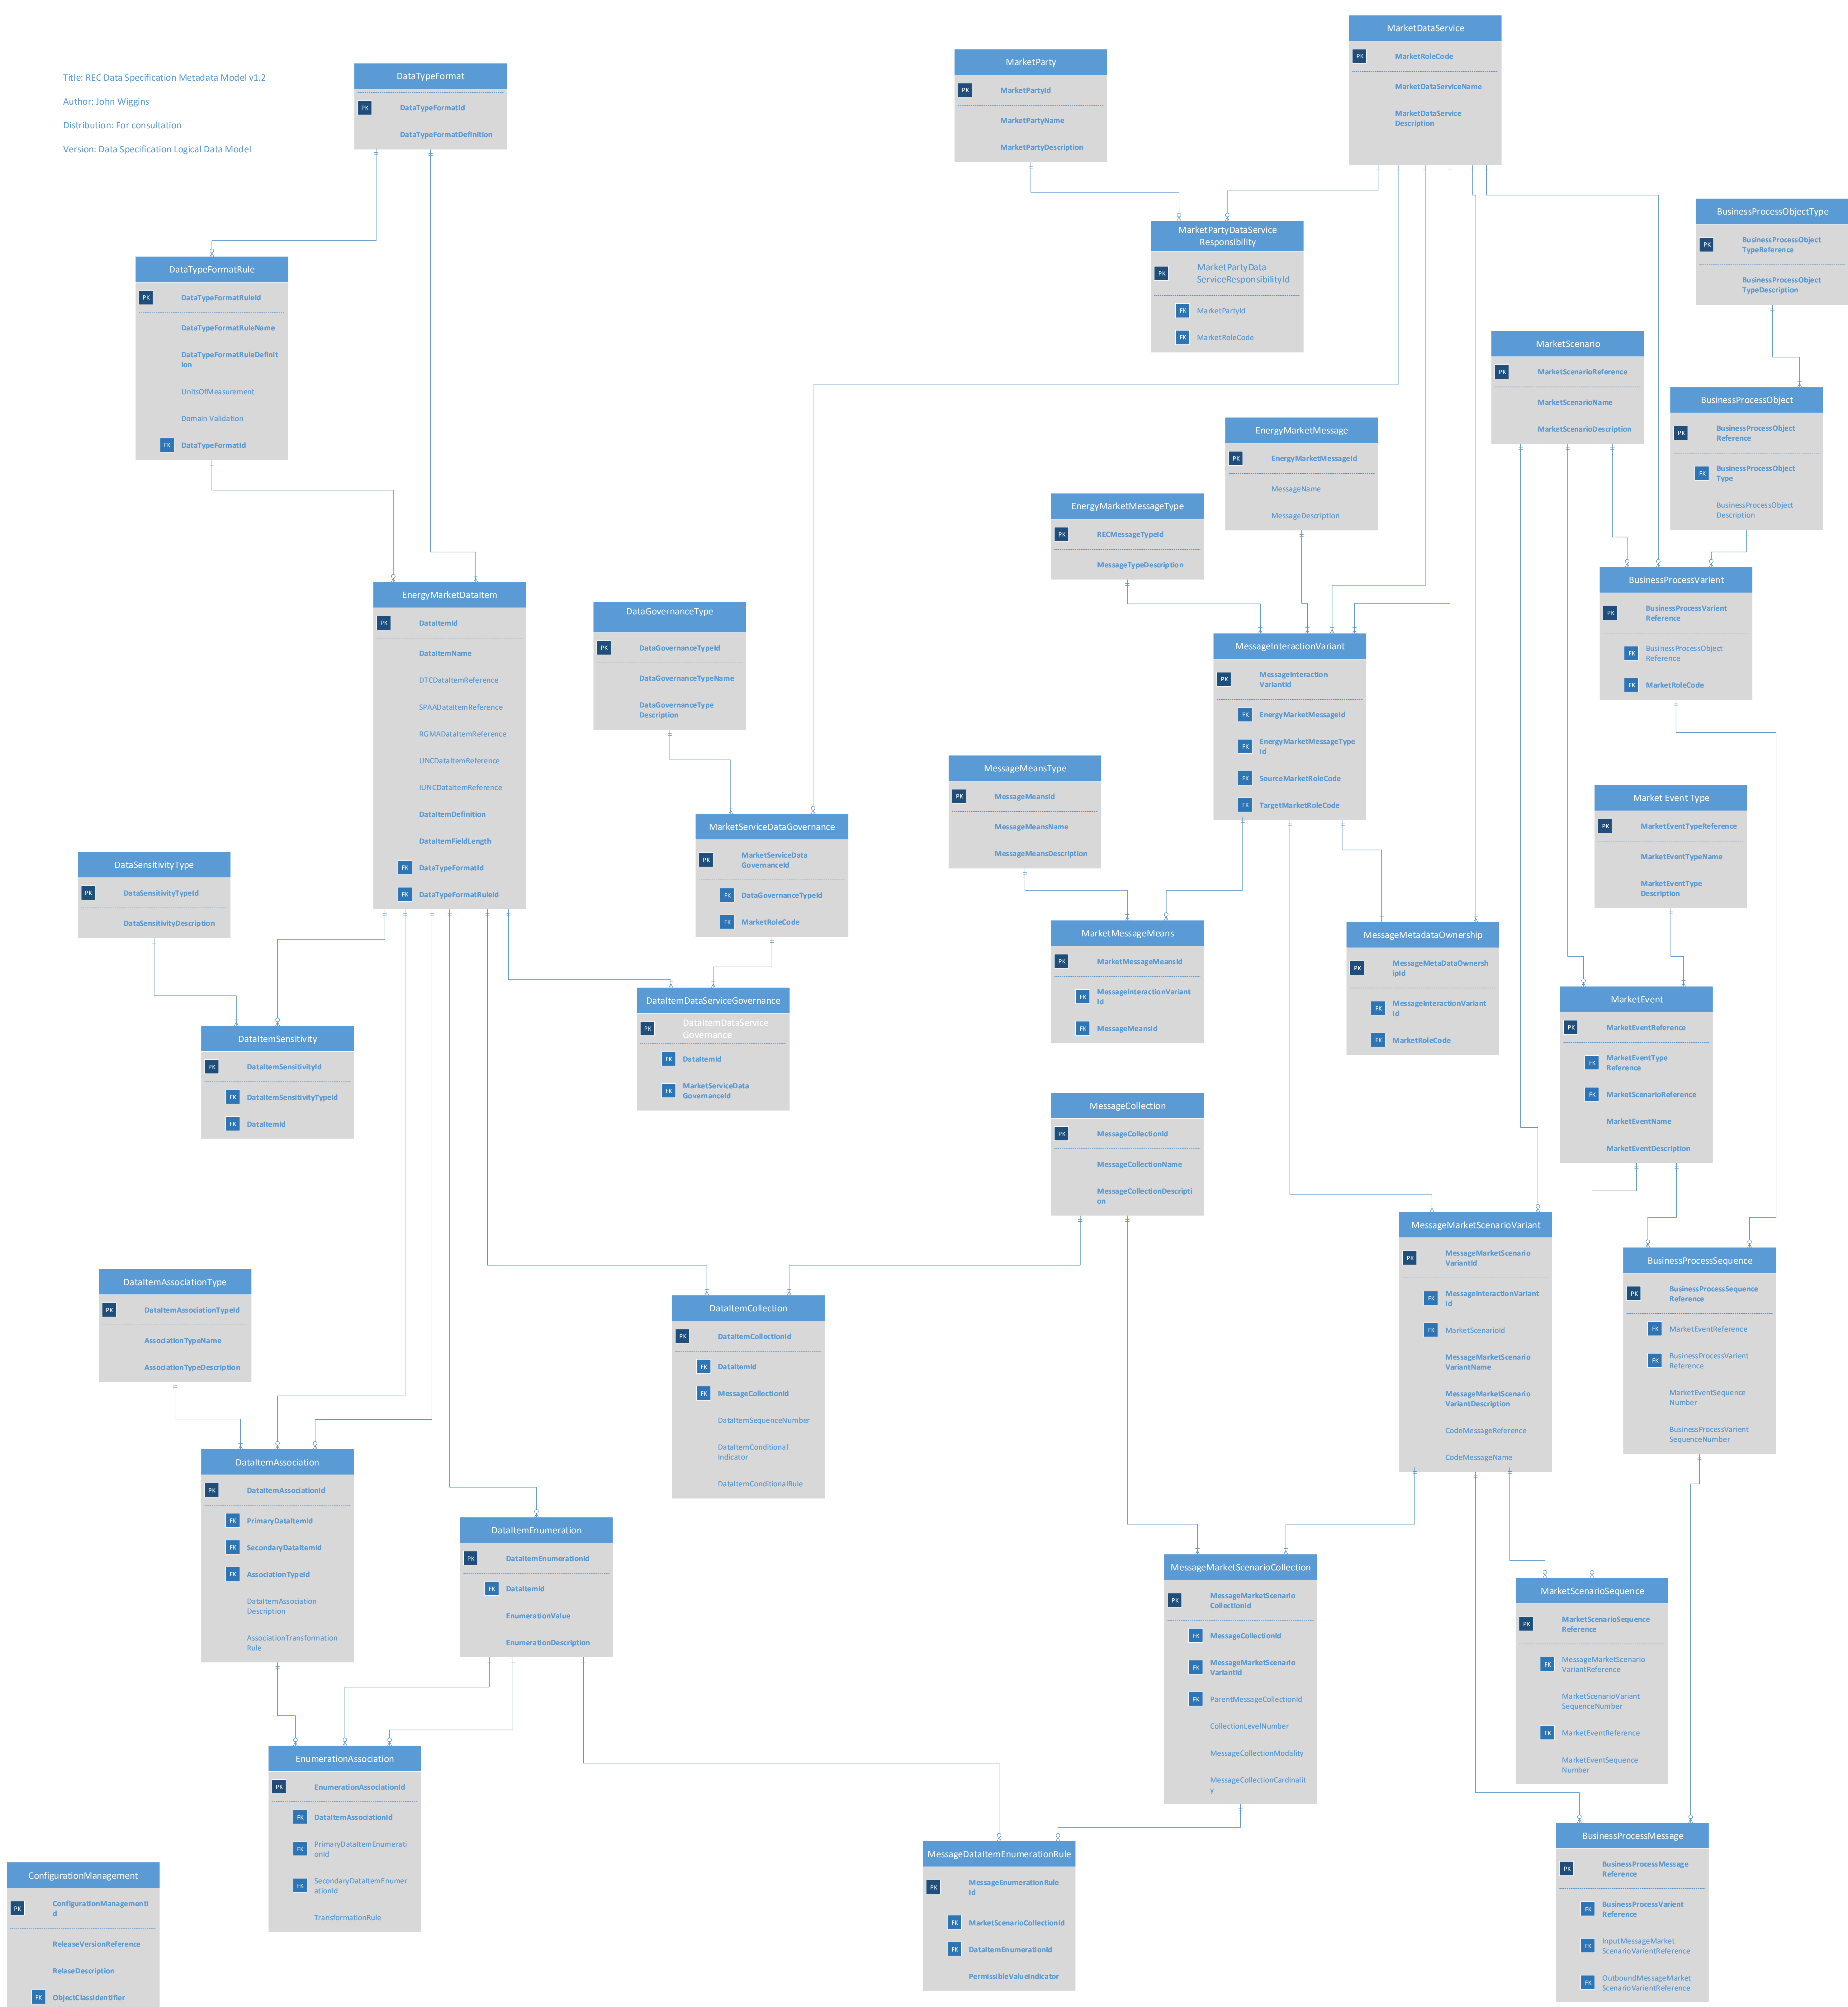 Title: REC Data Specification Metadata Model v1.2
Author: John Wiggins
Distribution: For consultation
Version: Data Specification Logical Data Model
DataTypeFormat
PK DataTypeFormatId
DataTypeFormatDefinition
MarketParty
PK MarketPartyId
MarketPartyName
MarketPartyDescription
MarketDataService
PK MarketRoleCode
MarketDataServiceName
MarketDataService
Description
MarketPartyDataService
Responsibility
PK MarketPartyData
ServiceResponsibilityId
FK MarketPartyId
FK MarketRoleCode
BusinessProcessObjectType
PK BusinessProcessObject
TypeReference
BusinessProcessObject
TypeDescription
DataTypeFormatRule
PK DataTypeFormatRuleId
DataTypeFormatRuleName
DataTypeFormatRuleDefinit
ion
UnitsOfMeasurement
Domain Validation
FK DataTypeFormatId
MarketScenario
PK MarketScenarioReference
MarketScenarioName
MarketScenarioDescription
BusinessProcessObject
PK BusinessProcessObject
Reference
FK BusinessProcessObject
Type
BusinessProcessObject
Description
EnergyMarketMessage
PK EnergyMarketMessageId
MessageName
MessageDescription
EnergyMarketMessageType
PK RECMessageTypeId
MessageTypeDescription
BusinessProcessVarient
PK BusinessProcessVarient
Reference
FK BusinessProcessObject
Reference
FK MarketRoleCode
EnergyMarketDataItem
PK DataItemId
DataItemName
DTCDataItemReference
SPAADataItemReference
RGMADataItemReference
UNCDataItemReference
IUNCDataItemReference
DataItemDefinition
DataItemFieldLength
FK DataTypeFormatId
FK DataTypeFormatRuleId
DataGovernanceType
PK DataGovernanceTypeId
DataGovernanceTypeName
DataGovernanceType
Description
MessageInteractionVariant
PK MessageInteraction
VariantId
FK EnergyMarketMessageId
FK EnergyMarketMessageType
Id
FK SourceMarketRoleCode
FK TargetMarketRoleCode
MessageMeansType
PK MessageMeansId
MessageMeansName
MessageMeansDescription
Market Event Type
PK MarketEventTypeReference
MarketEventTypeName
MarketEventType
Description
MarketServiceDataGovernance
PK MarketServiceData
GovernanceId
FK DataGovernanceTypeId
FK MarketRoleCode
DataSensitivityType
PK DataSensitivityTypeId
DataSensitivityDescription
MarketMessageMeans
PK MarketMessageMeansId
FK MessageInteractionVariant
Id
FK MessageMeansId
MessageMetadataOwnership
PK MessageMetaDataOwnersh
ipId
FK MessageInteractionVariant
Id
FK MarketRoleCode
DataItemDataServiceGovernance
PK DataItemDataService
Governance
FK DataItemId
FK MarketServiceData
GovernanceId
MarketEvent
PK MarketEventReference
FK MarketEventType
Reference
FK MarketScenarioReference
MarketEventName
MarketEventDescription
DataItemSensitivity
PK DataItemSensitivityId
FK DataItemSensitivityTypeId
FK DataItemId
MessageCollection
PK MessageCollectionId
MessageCollectionName
MessageCollectionDescripti
on
MessageMarketScenarioVariant
PK MessageMarketScenario
VariantId
FK MessageInteractionVariant
Id
FK MarketScenarioId
MessageMarketScenario
VariantName
MessageMarketScenario
VariantDescription
CodeMessageReference
CodeMessageName
BusinessProcessSequence
PK BusinessProcessSequence
Reference
FK MarketEventReference
FK BusinessProcessVarient
Reference
MarketEventSequence
Number
BusinessProcessVarient
SequenceNumber
DataItemAssociationType
PK DataItemAssociationTypeId
AssociationTypeName
AssociationTypeDescription
DataItemCollection
PK DataItemCollectionId
FK DataItemId
FK MessageCollectionId
DataItemSequenceNumber
DataItemConditional
Indicator
DataItemConditionalRule
DataItemAssociation
PK DataItemAssociationId
FK PrimaryDataItemId
FK SecondaryDataItemId
FK AssociationTypeId
DataItemAssociation
Description
AssociationTransformation
Rule
DataItemEnumeration
PK DataItemEnumerationId
FK DataItemId
EnumerationValue
EnumerationDescription
MessageMarketScenarioCollection
PK MessageMarketScenario
CollectionId
FK MessageCollectionId
FK MessageMarketScenario
VariantId
FK ParentMessageCollectionId
CollectionLevelNumber
MessageCollectionModality
MessageCollectionCardinalit
y
MarketScenarioSequence
PK MarketScenarioSequence
Reference
FK MessageMarketScenario
VariantReference
MarketScenarioVariant
SequenceNumber
FK MarketEventReference
MarketEventSequence
Number
EnumerationAssociation
PK EnumerationAssociationId
FK DataItemAssociationId
FK PrimaryDataItemEnumerati
onId
FK SecondaryDataItemEnumer
ationId
TransformationRule
MessageDataItemEnumerationRule
PK MessageEnumerationRule
Id
FK MarketScenarioCollectionId
FK DataItemEnumerationId
PermissibleValueIndicator
BusinessProcessMessage
PK BusinessProcessMessage
Reference
FK BusinessProcessVarient
Reference
FK InputMessageMarket
ScenarioVarientReference
FK OutboundMessageMarket
ScenarioVarientReference
ConfigurationManagement
PK ConfigurationManagementI
d
ReleaseVersionReference
RelaseDescription
FK ObjectClassIdentifier